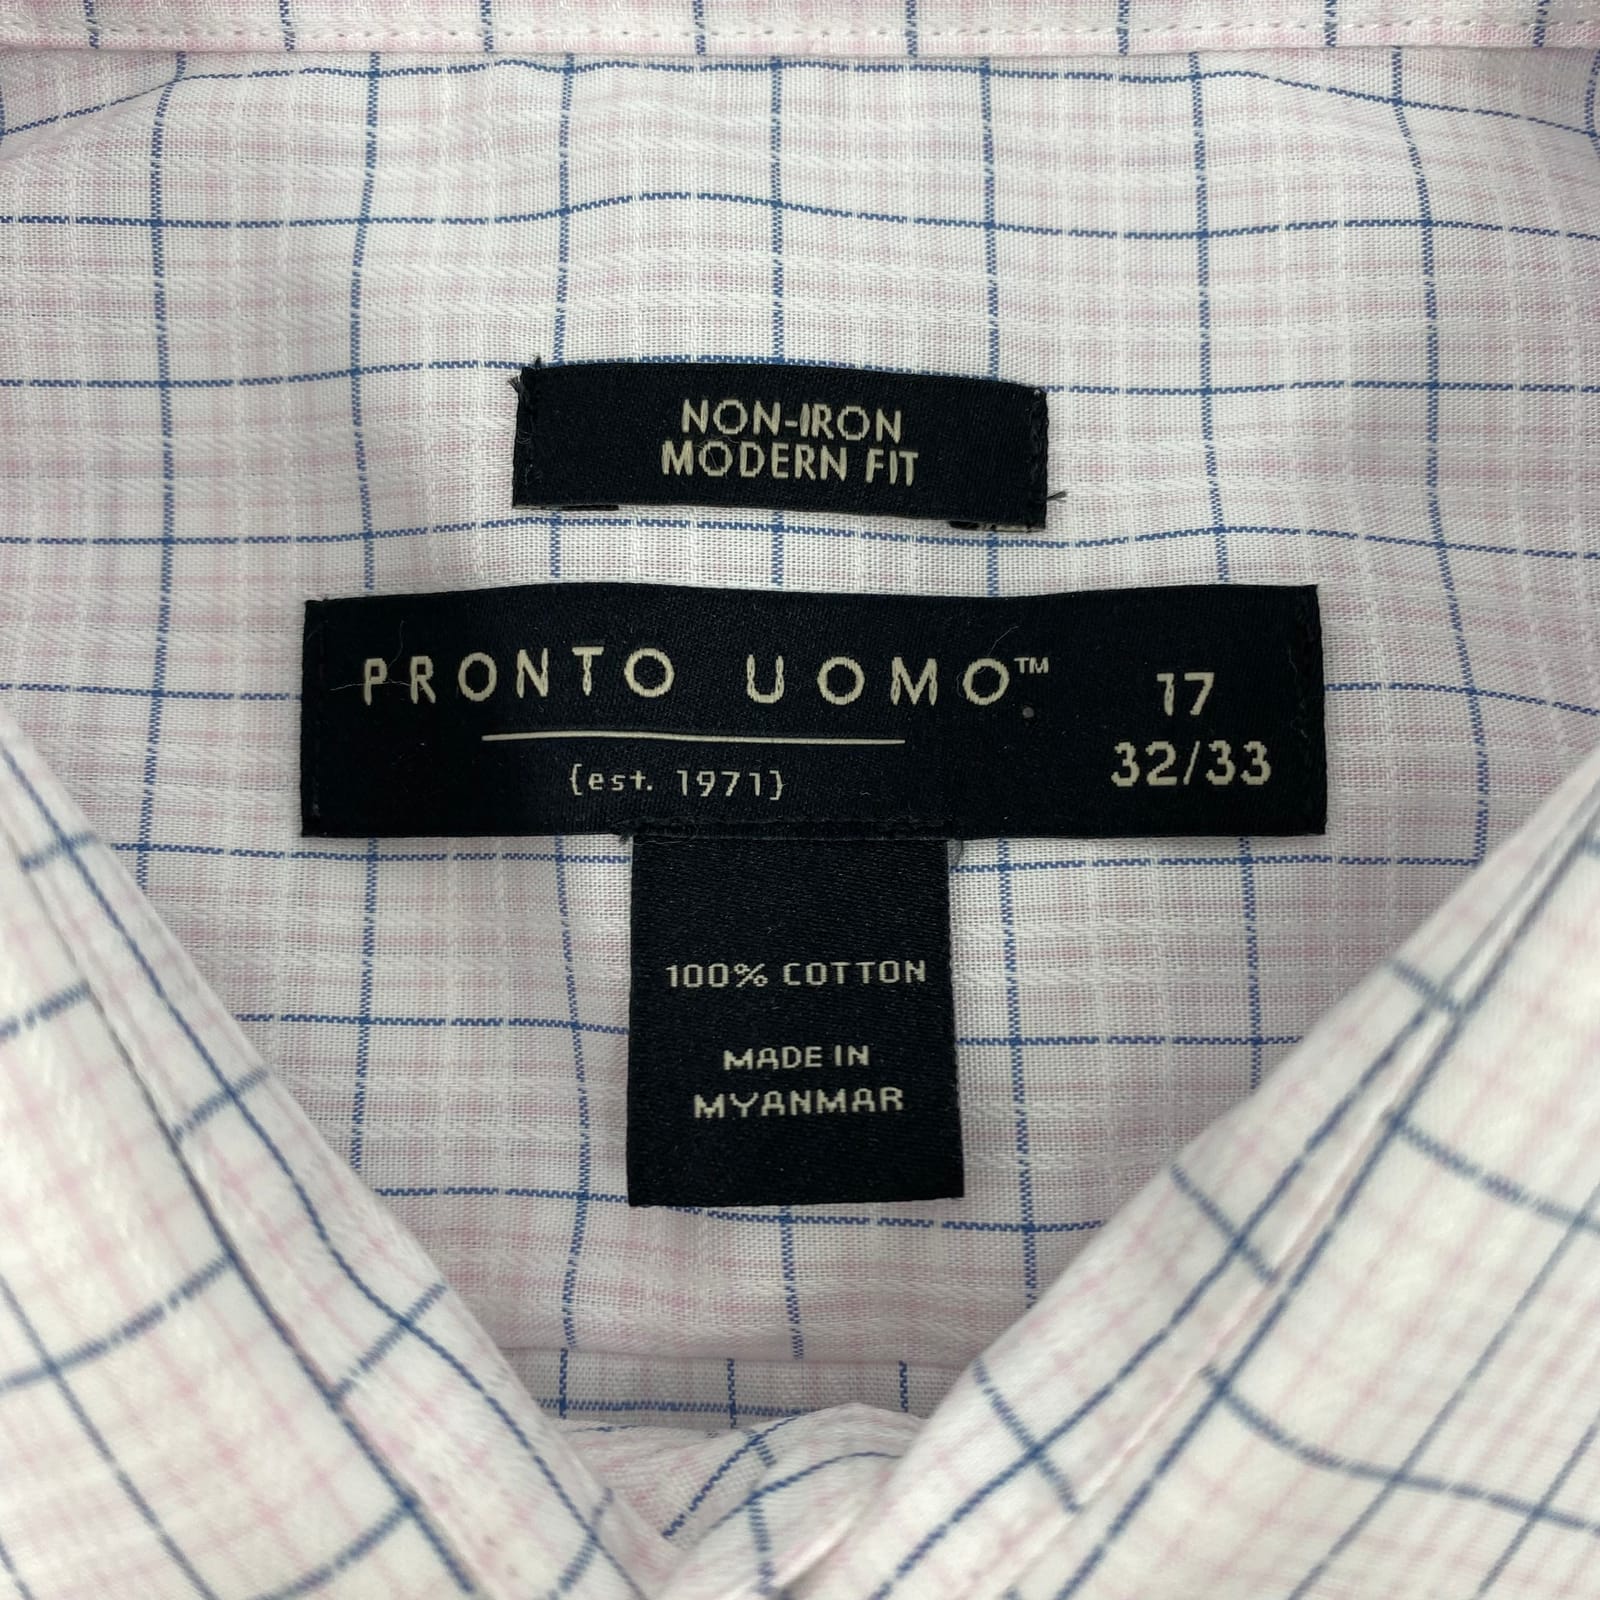 NON-IRON
MODERN FIT
PRONTO UOMO™
{est. 1971}
17
32/33
100% COTTON
MADE IN
MYANMAR